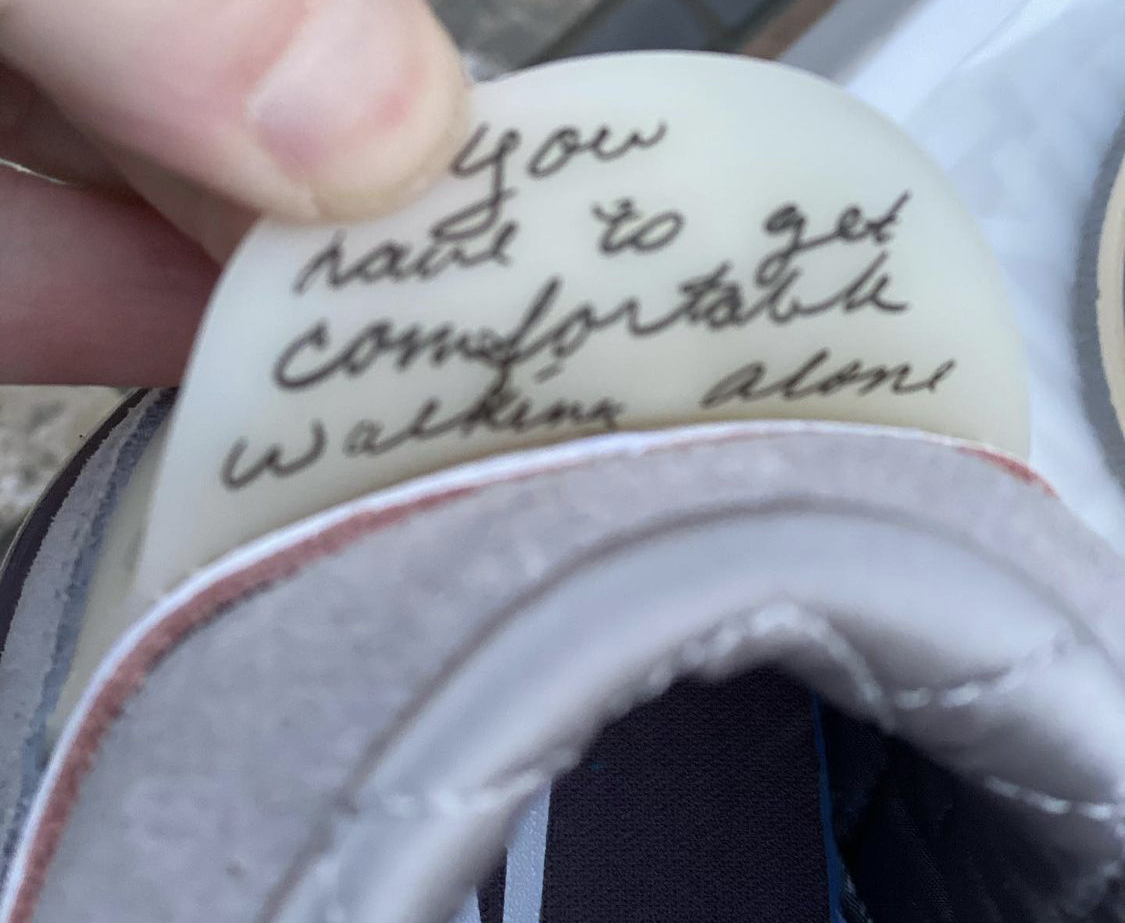 you
have to get
comfortable
walking alone